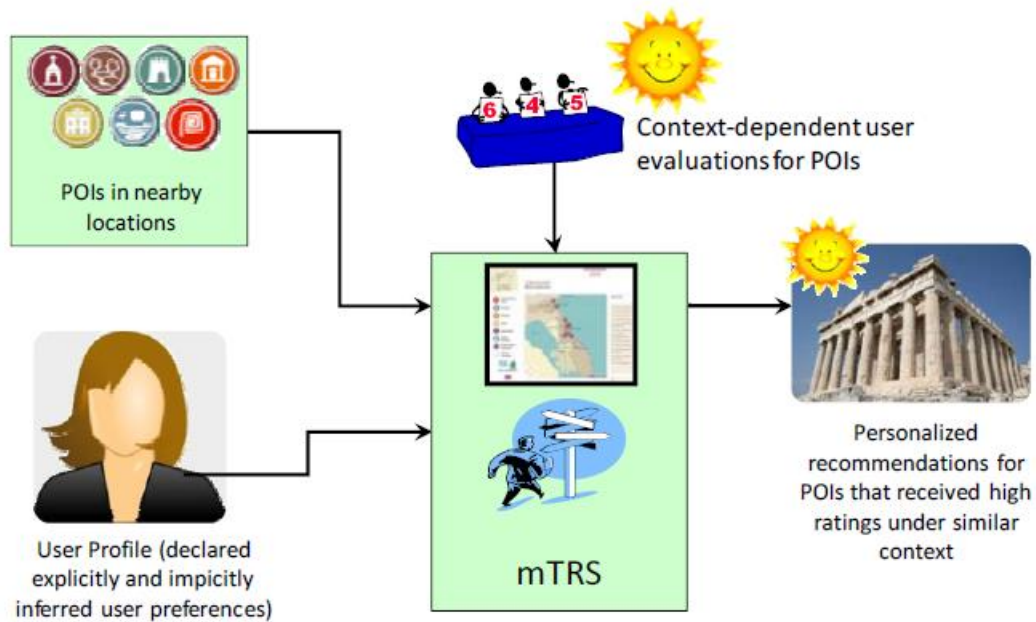 POIs in nearby
locations
6
4
5
Context-dependent user
evaluations for POIs
User Profile (declared
explicitly and impicitly
inferred user preferences)
mTRS
Personalized
recommendations for
POIs that received high
ratings under similar
context